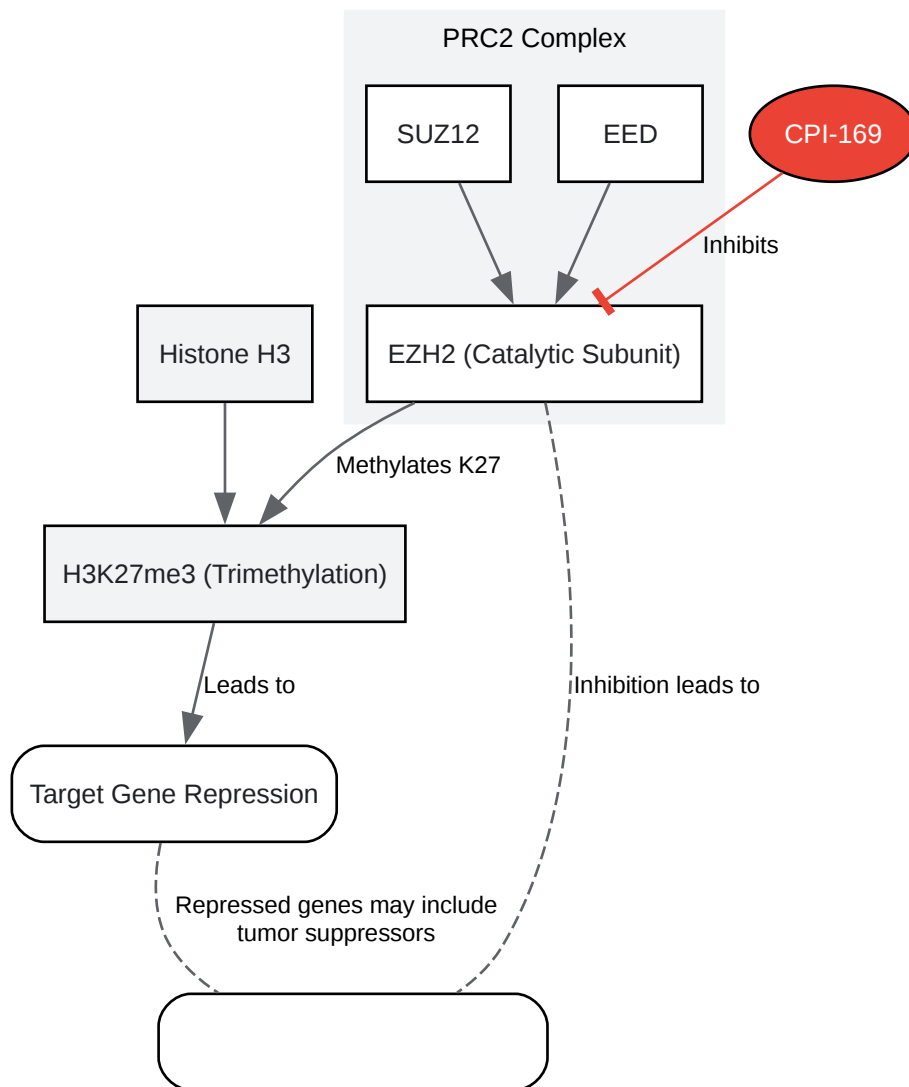 PRC2 Complex
SUZ12
EED
CPI-169
Inhibits
Histone H3
EZH2 (Catalytic Subunit)
Methylates K27
H3K27me3 (Trimethylation)
Leads to
Inhibition leads to
Target Gene Repression
Repressed genes may include
tumor suppressors